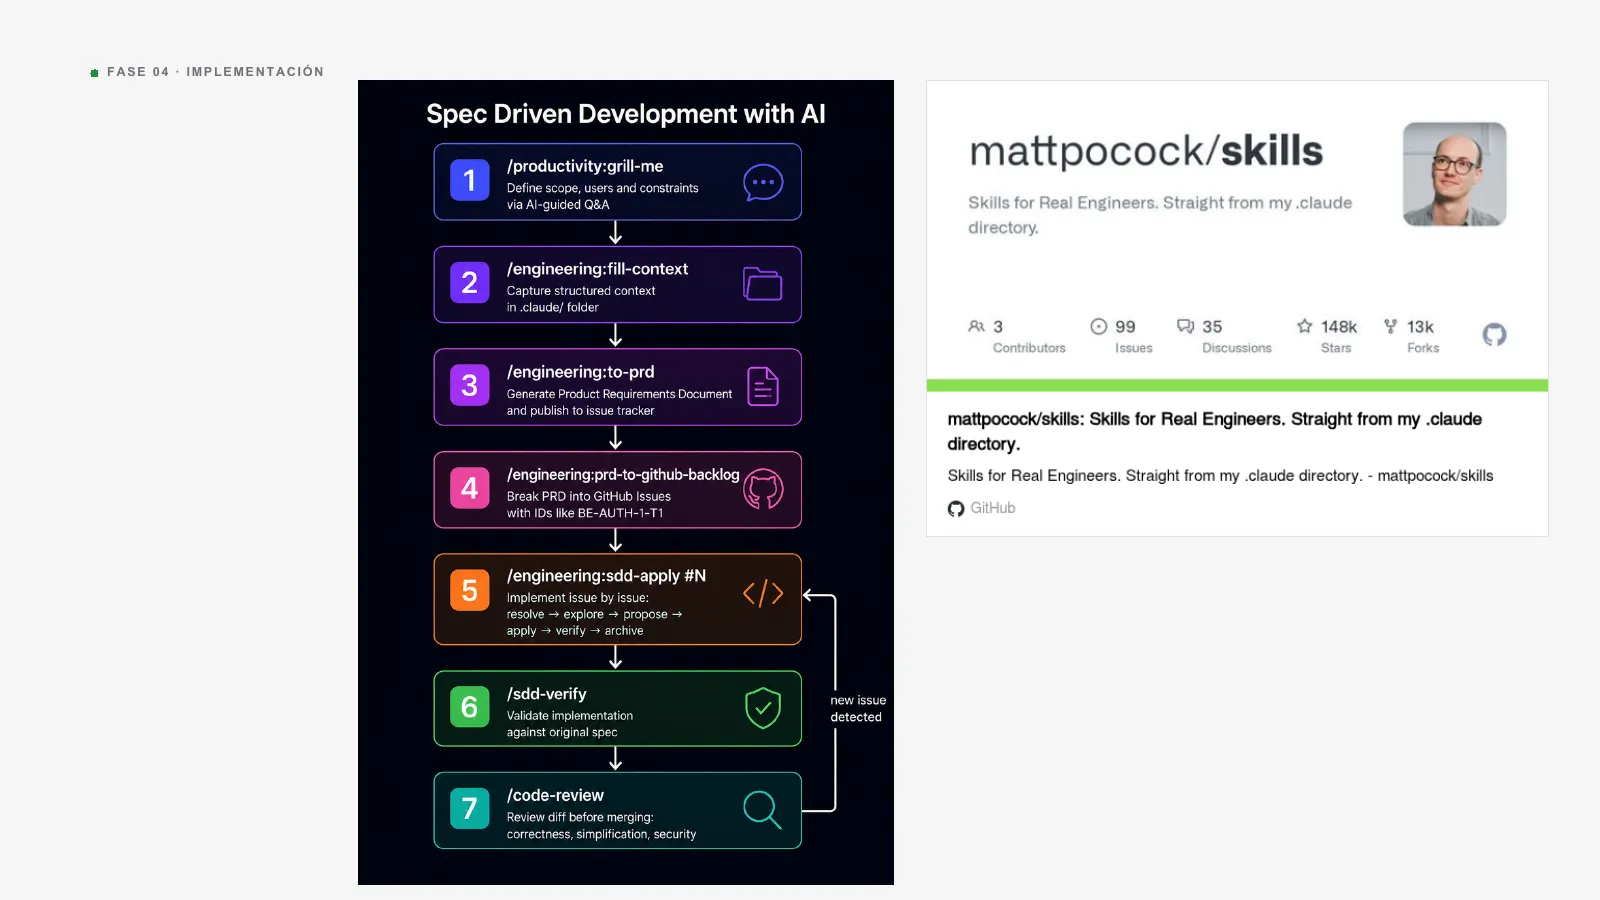 FASE 04 · IMPLEMENTACIÓN
Spec Driven Development with AI
1
/productivity:grill-me
Define scope, users and constraints
via AI-guided Q&A
2
/engineering:fill-context
Capture structured context
in .claude/ folder
3
/engineering:to-prd
Generate Product Requirements Document
and publish to issue tracker
4
/engineering:prd-to-github-backlog
Break PRD into GitHub Issues
with IDs like BE-AUTH-1-T1
5
/engineering:sdd-apply #N
Implement issue by issue:
resolve → explore → propose →
apply → verify → archive
6
/sdd-verify
Validate implementation
against original spec
new issue
detected
7
/code-review
Review diff before merging:
correctness, simplification, security
mattpocock/skills
Skills for Real Engineers. Straight from my .claude
directory.
3
Contributors
99
Issues
35
Discussions
148k
Stars
13k
Forks
mattpocock/skills: Skills for Real Engineers. Straight from my .claude
directory.
Skills for Real Engineers. Straight from my .claude directory. - mattpocock/skills
GitHub